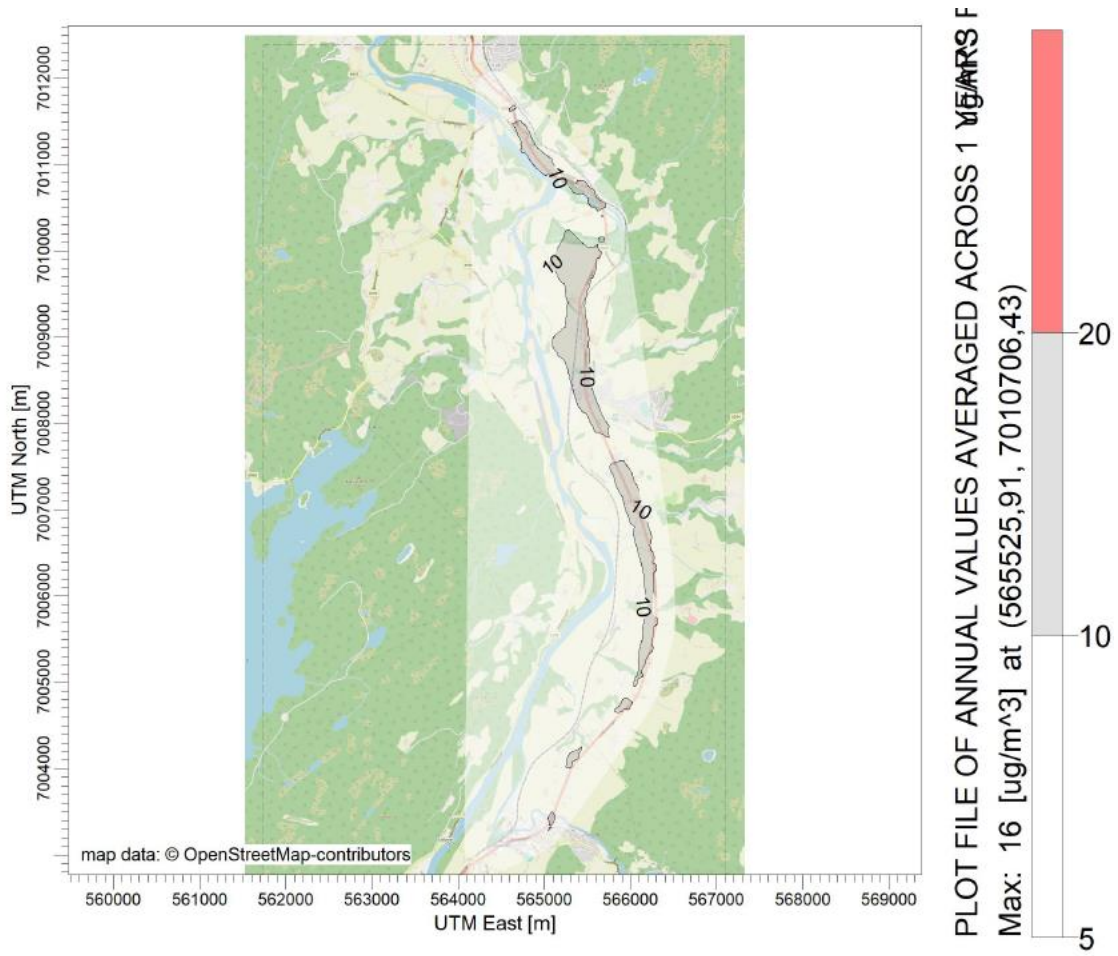 7012000
7011000
7010000
7009000
7008000
7007000
7006000
7005000
7004000
UTM North [m]
10
10
10
10
10
map data: © OpenStreetMap-contributors
560000 561000 562000 563000 564000 565000 566000 567000 568000 569000
UTM East [m]
PLOT FILE OF ANNUAL VALUES AVERAGED ACROSS 1 YEARS F
ug/m^3
Max: 16 [ug/m^3] at (565525,91, 7010706,43)
20
10
5